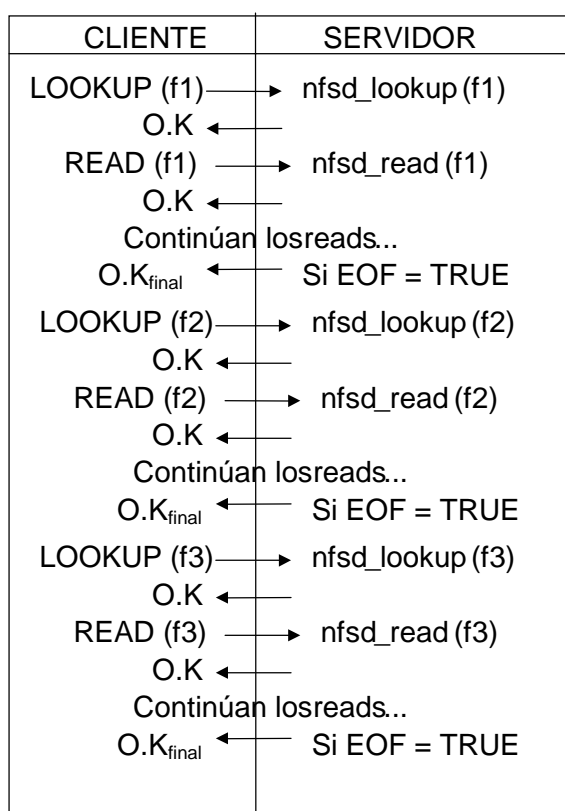 CLIENTE SERVIDOR
LOOKUP (f1) nfsd_lookup (f1)
O.K
READ (f1) nfsd_read (f1)
O.K
Continúan losreads...
O.Kfinal Si EOF = TRUE
LOOKUP (f2) nfsd_lookup (f2)
O.K
READ (f2) nfsd_read (f2)
O.K
Continúan losreads...
O.Kfinal Si EOF = TRUE
LOOKUP (f3) nfsd_lookup (f3)
O.K
READ (f3) nfsd_read (f3)
O.K
Continúan losreads...
O.Kfinal Si EOF = TRUE